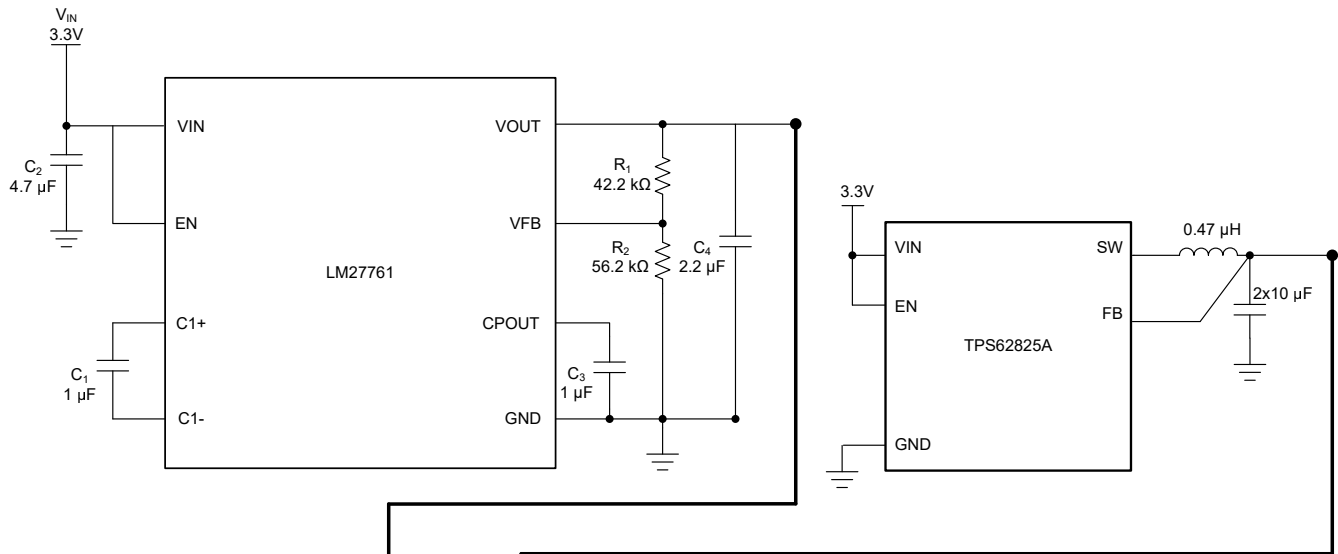 V_IN
3.3V
VIN
VOUT
C₂
4.7 µF
R₁
42.2 kΩ
EN
VFB
R₂
56.2 kΩ
C₄
2.2 µF
LM27761
C1+
CPOUT
C₁
1 µF
C₃
1 µF
C1-
GND
3.3V
VIN
SW
0.47 µH
EN
FB
2x10 µF
TPS62825A
GND